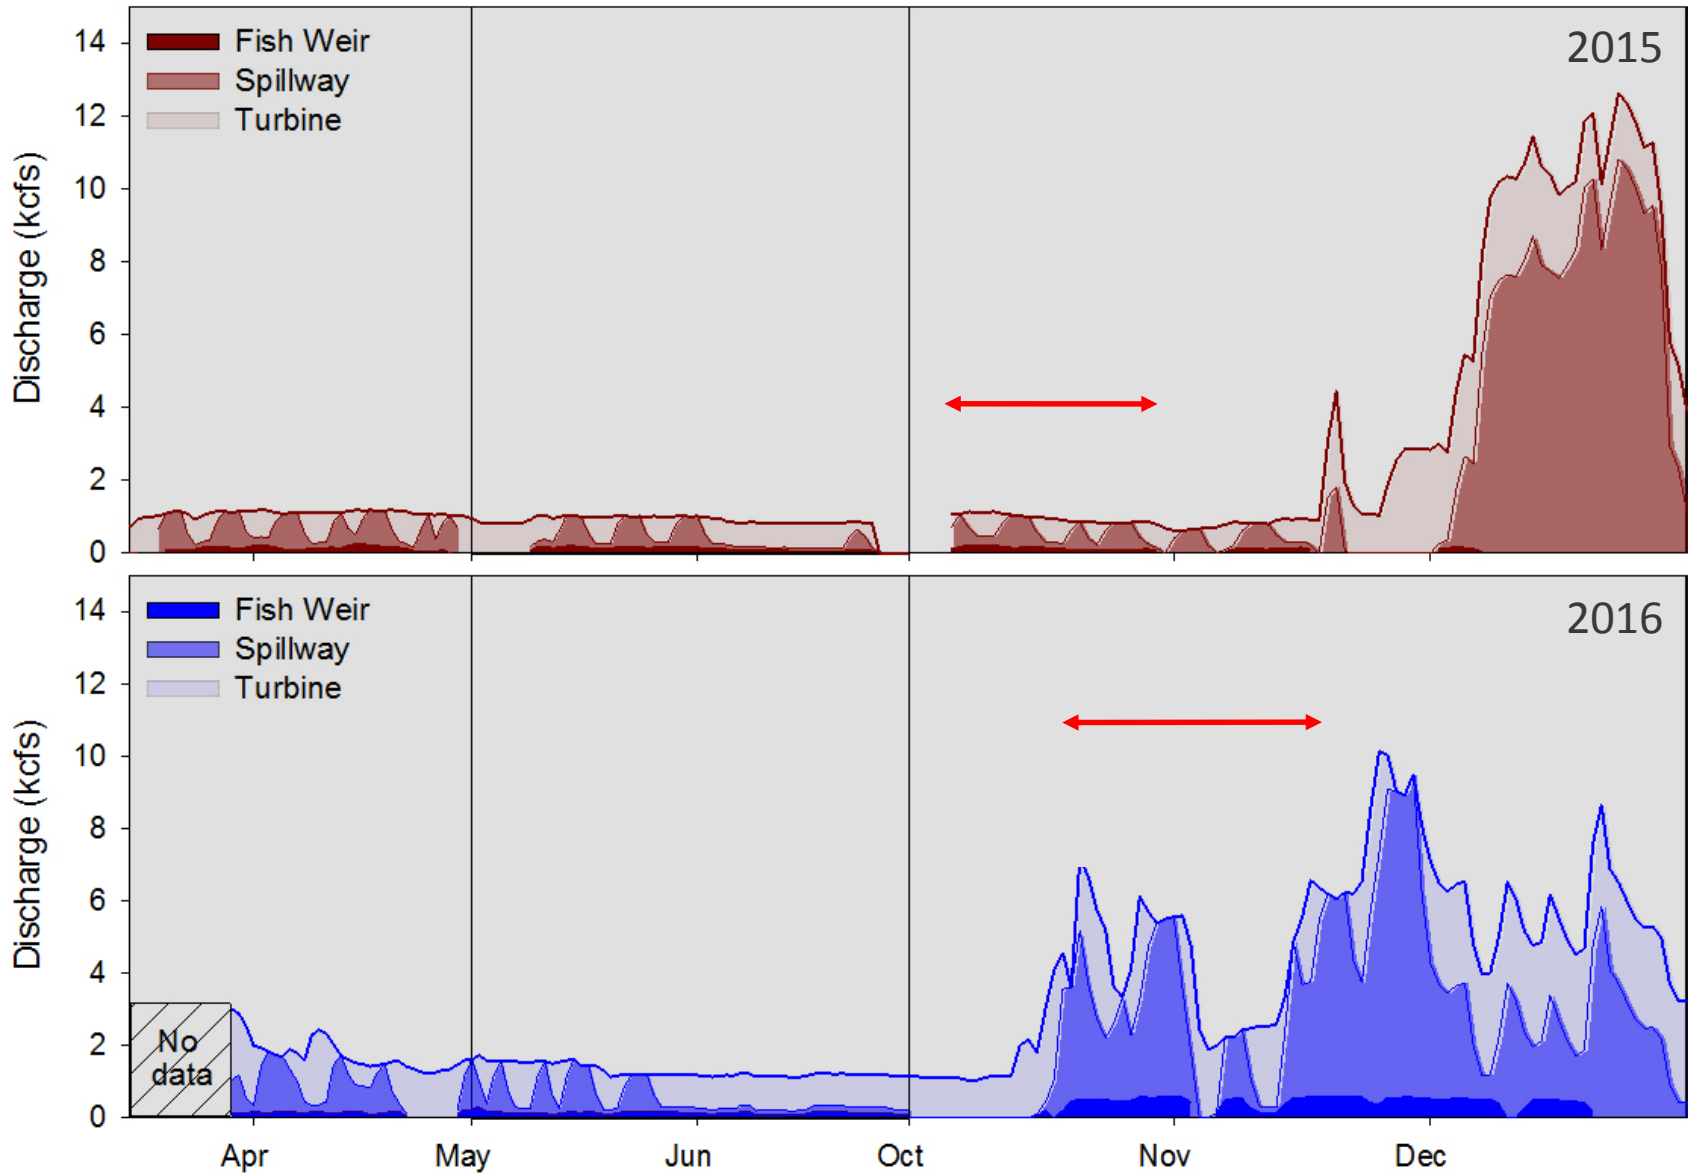 2015
Fish Weir
Spillway
Turbine
14
12
10
8
6
4
2
0
Discharge (kcfs)
2016
Fish Weir
Spillway
Turbine
14
12
10
8
6
4
2
0
Discharge (kcfs)
No
data
Apr May Jun Oct Nov Dec